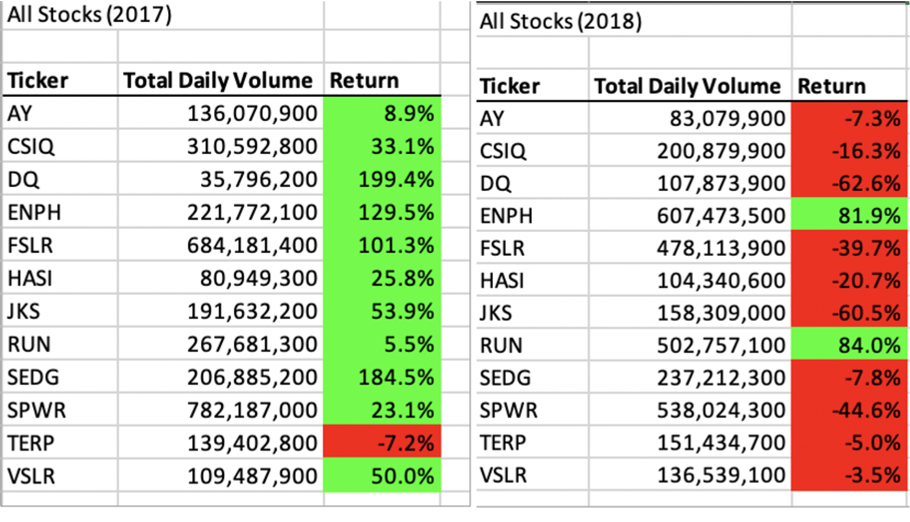 All Stocks (2017)
Ticker Total Daily Volume Return
AY 136,070,900 8.9%
CSIQ 310,592,800 33.1%
DQ 35,796,200 199.4%
ENPH 221,772,100 129.5%
FSLR 684,181,400 101.3%
HASI 80,949,300 25.8%
JKS 191,632,200 53.9%
RUN 267,681,300 5.5%
SEDG 206,885,200 184.5%
SPWR 782,187,000 23.1%
TERP 139,402,800 -7.2%
VSLR 109,487,900 50.0%
All Stocks (2018)
Ticker Total Daily Volume Return
AY 83,079,900 -7.3%
CSIQ 200,879,900 -16.3%
DQ 107,873,900 -62.6%
ENPH 607,473,500 81.9%
FSLR 478,113,900 -39.7%
HASI 104,340,600 -20.7%
JKS 158,309,000 -60.5%
RUN 502,757,100 84.0%
SEDG 237,212,300 -7.8%
SPWR 538,024,300 -44.6%
TERP 151,434,700 -5.0%
VSLR 136,539,100 -3.5%